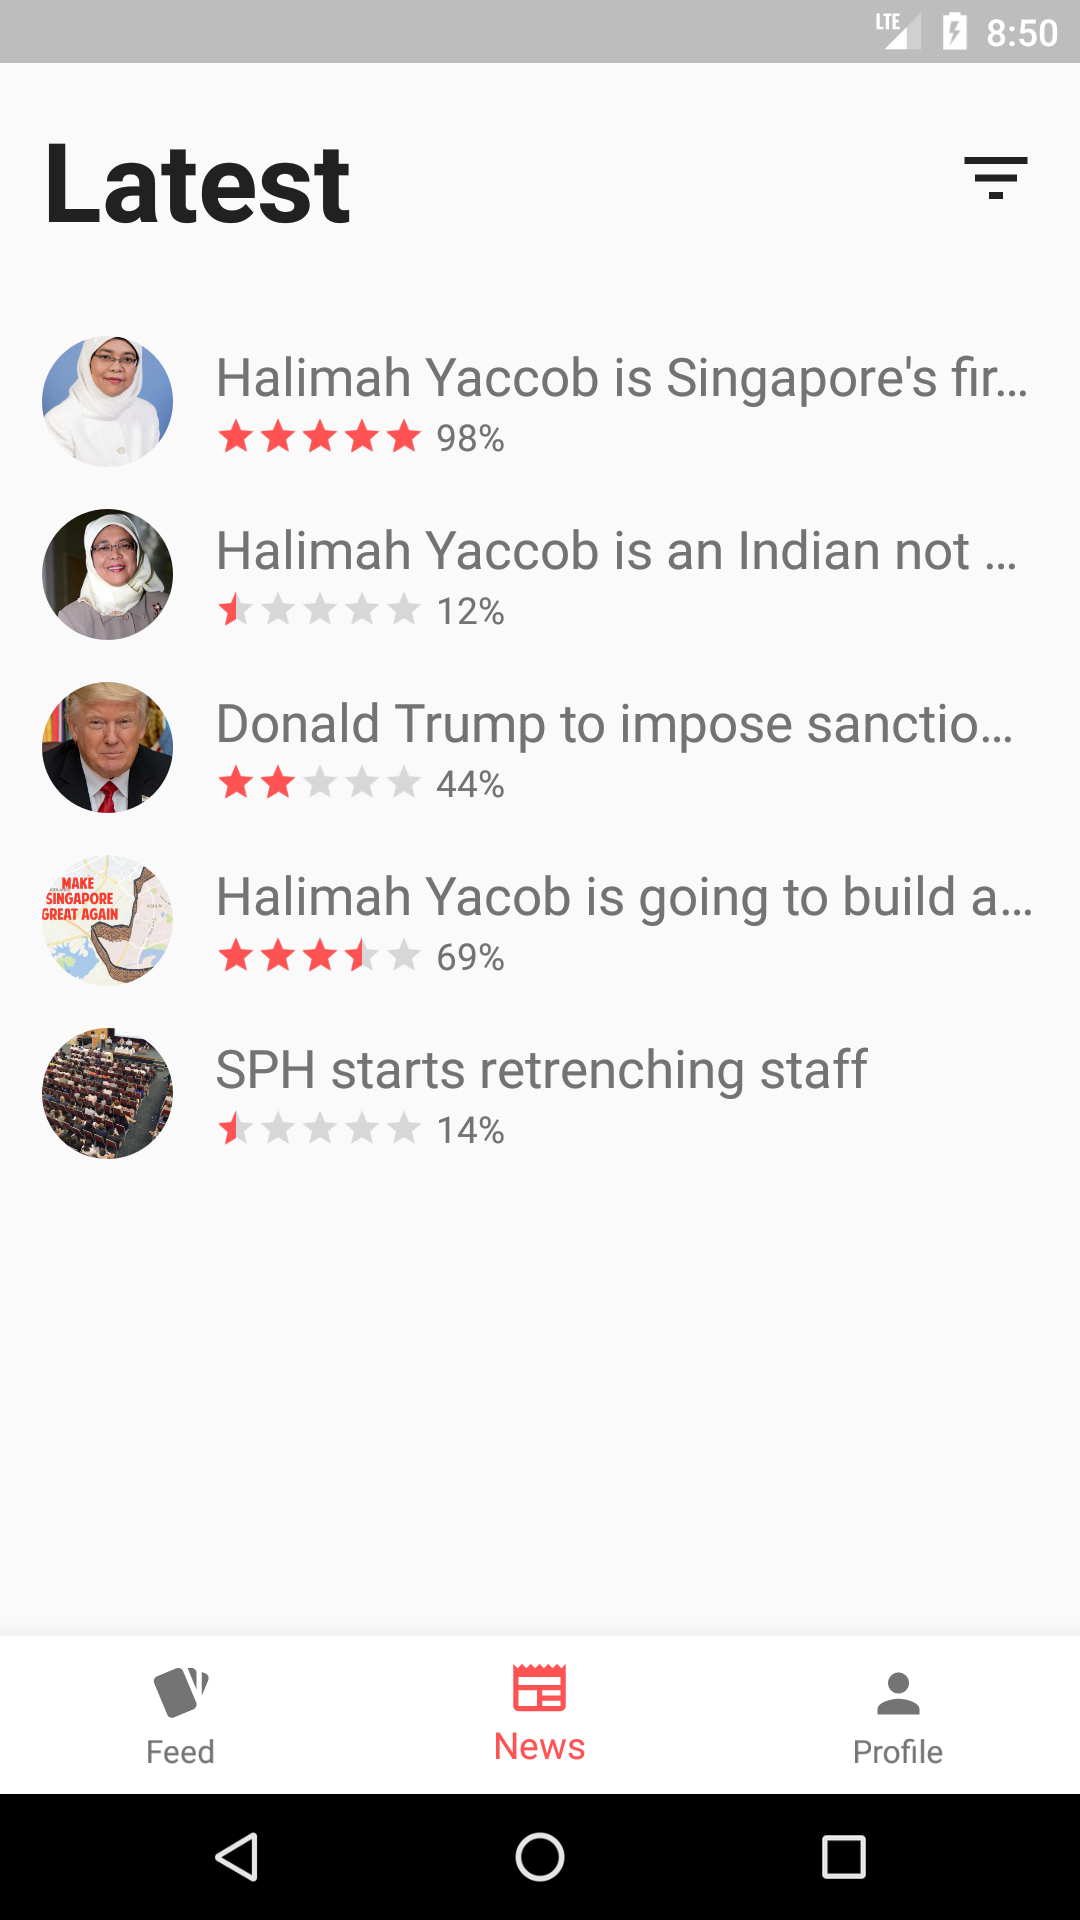 LTE 8:50
Latest
Halimah Yaccob is Singapore's fir...
98%
Halimah Yaccob is an Indian not ...
12%
Donald Trump to impose sanctio...
44%
MAKE
SINGAPORE
GREAT AGAIN
Halimah Yacob is going to build a...
69%
SPH starts retrenching staff
14%
Feed
News
Profile